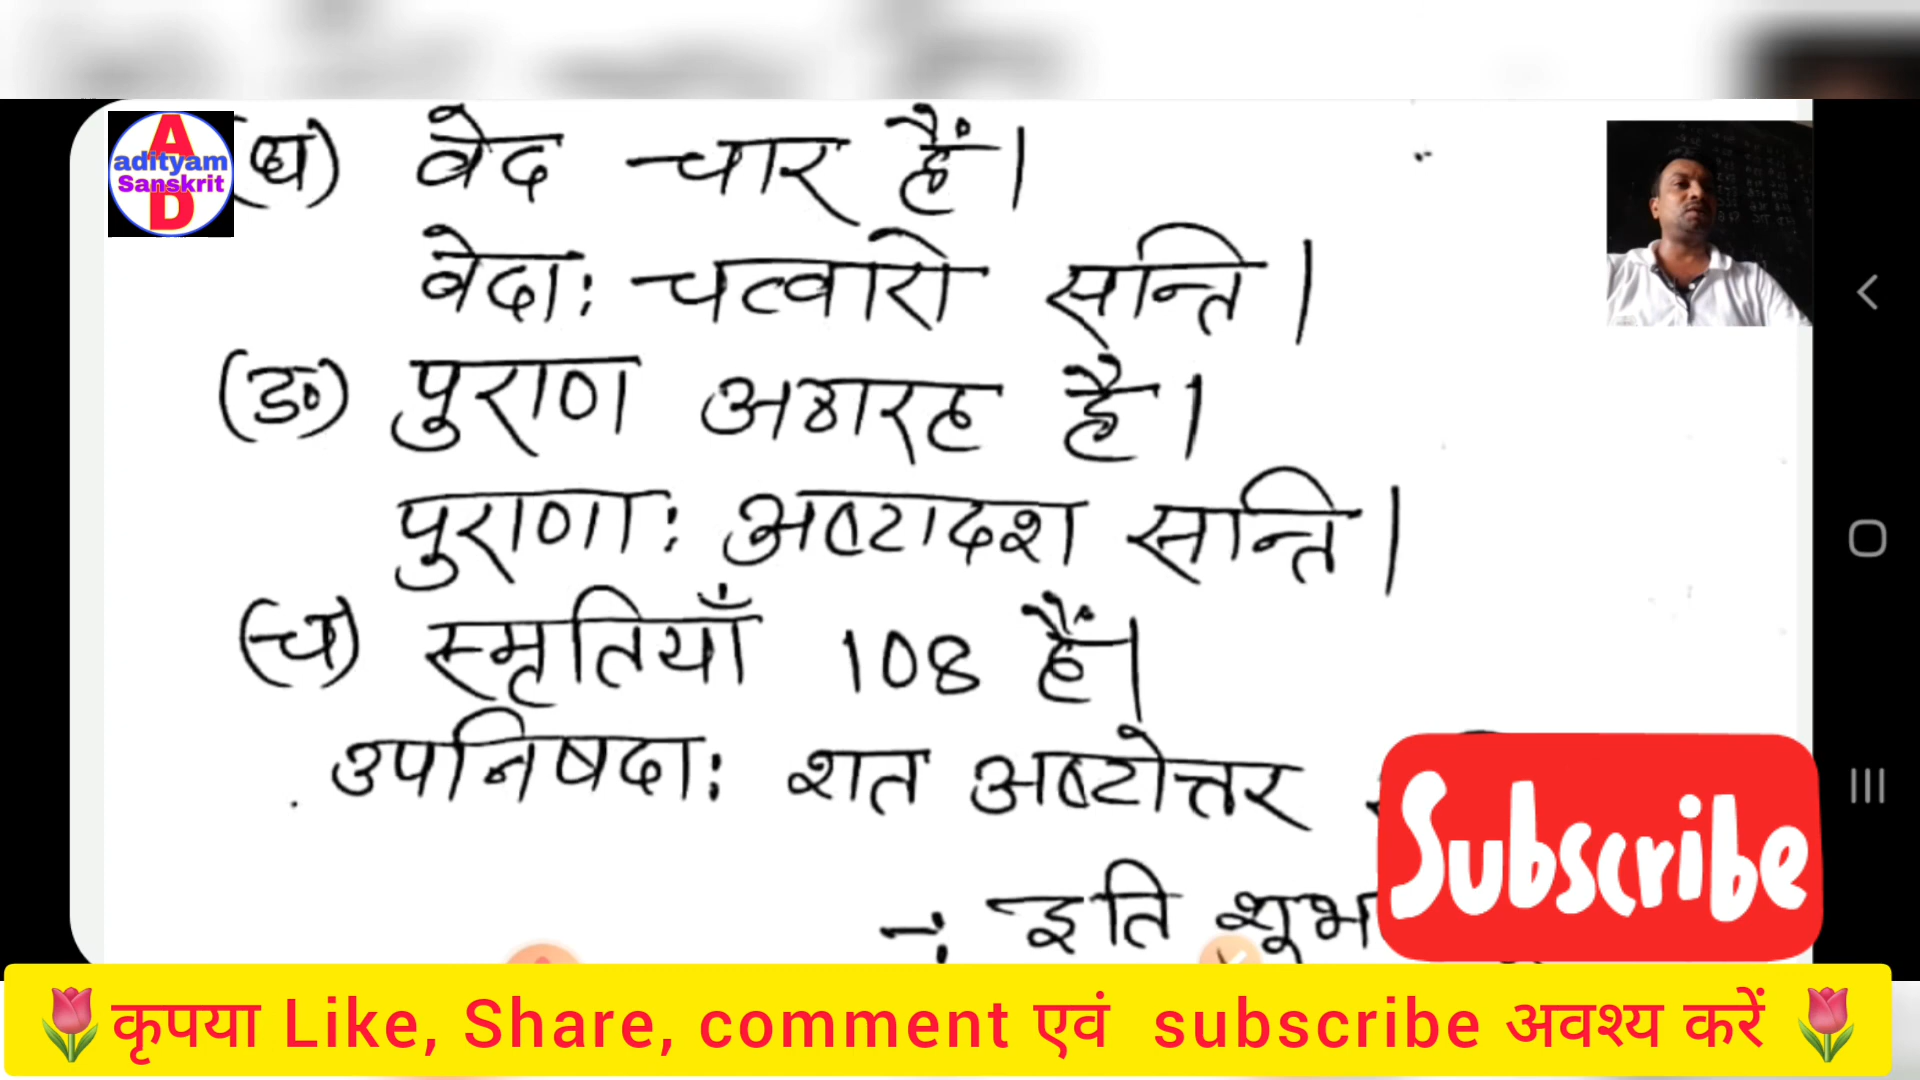 A
adityam
Sanskrit
D
(घ) वेद चार हैं।
वेदाः चत्वारो सन्ति।
(ङ) पुराण अठारह है।
पुराणाः अष्टादश सन्ति।
(च) स्मृतियाँ 108 हैं।
उपनिषदाः शत अष्टोत्तर
-: इति शुभ
Subscribe
कृपया Like, Share, comment एवं subscribe अवश्य करें